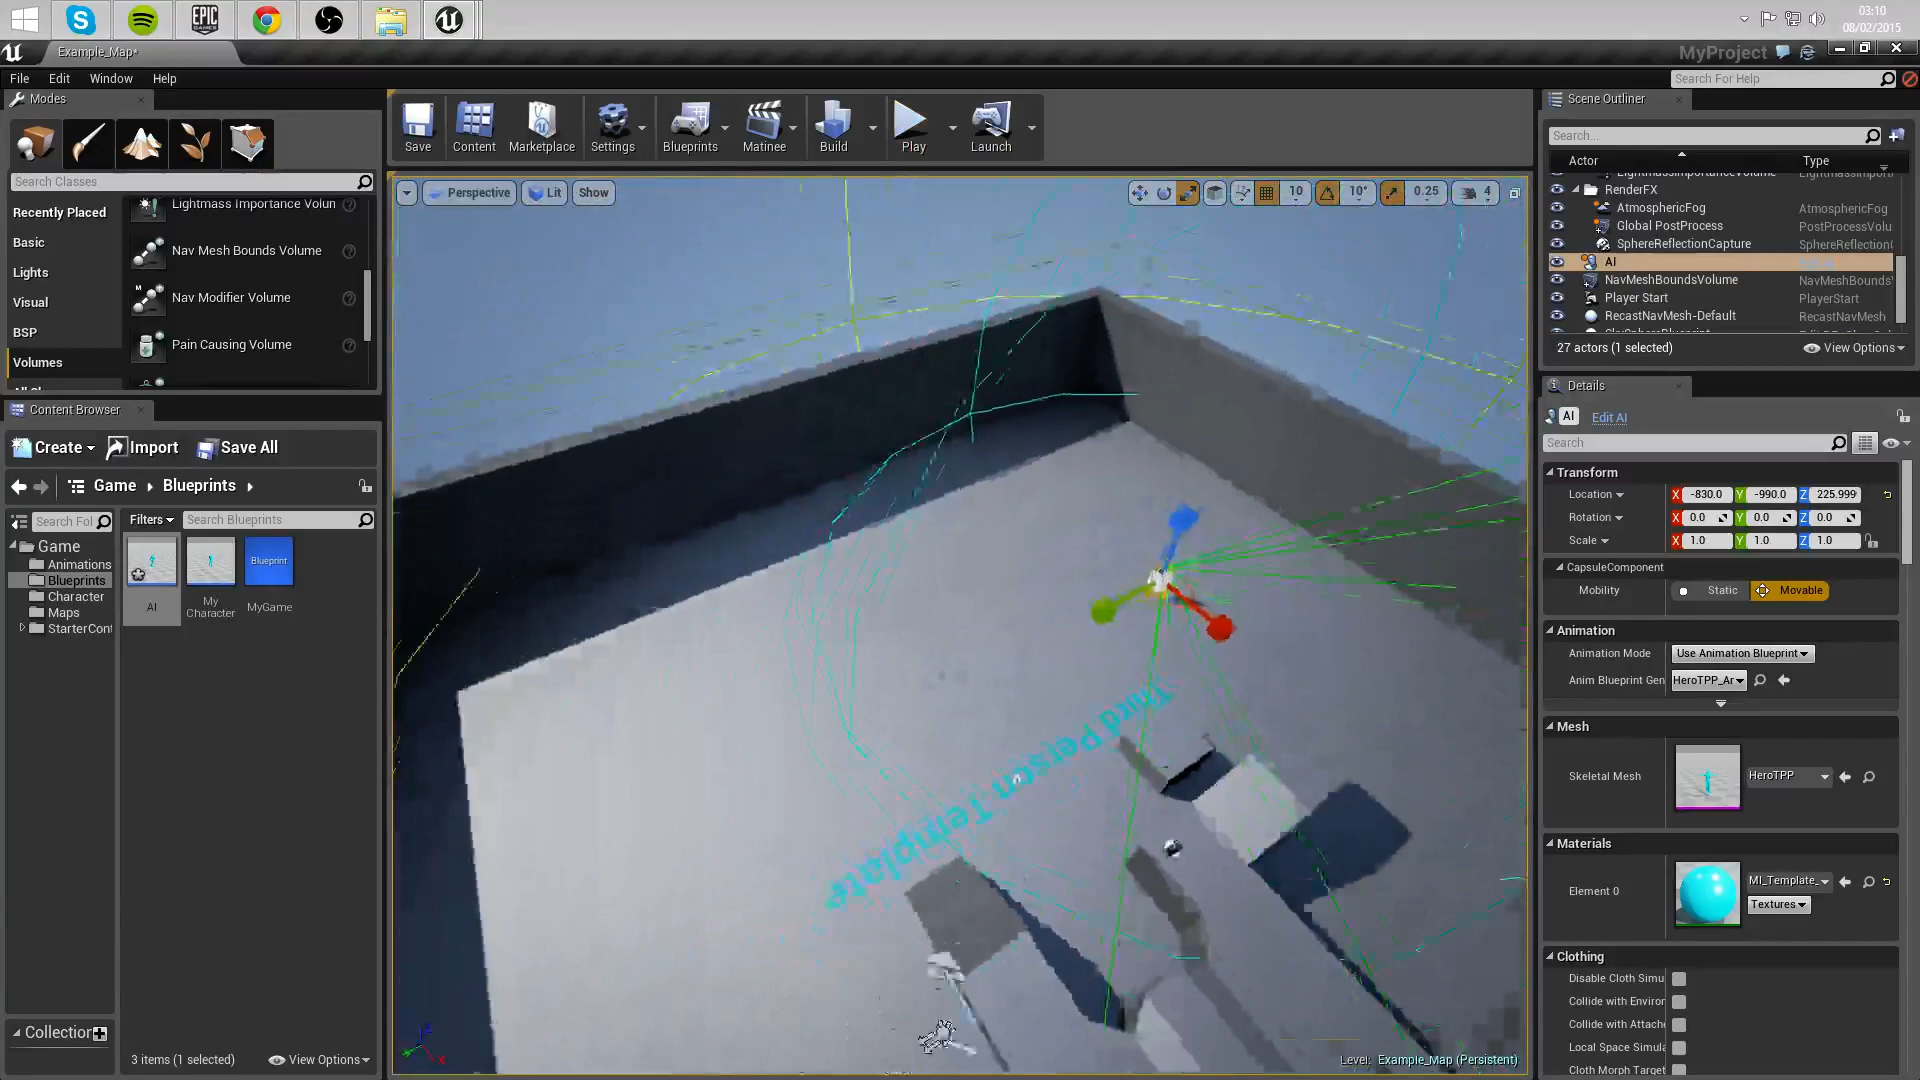 03:10
08/02/2015
EPIC GAMES
Example_Map*
MyProject
File Edit Window Help
Search For Help
Modes
Search Classes
Recently Placed
Basic
Lights
Visual
BSP
Volumes
Lightmass Importance Volun
Nav Mesh Bounds Volume
Nav Modifier Volume
Pain Causing Volume
Save Content Marketplace Settings Blueprints Matinee Build Play Launch
Perspective Lit Show
10 10° 0.25 4
Third Person Template
Level: Example_Map (Persistent)
Content Browser
Create Import Save All
Game Blueprints
Search Fol
Filters Search Blueprints
Game
Animations
Blueprints
Character
Maps
StarterCont
AI
My Character
Blueprint
MyGame
Collection
3 items (1 selected) View Options
Scene Outliner
Search...
Actor Type
RenderFX
AtmosphericFog AtmosphericFog
Global PostProcess PostProcessVolu
SphereReflectionCapture SphereReflection
AI
NavMeshBoundsVolume NavMeshBounds
Player Start PlayerStart
RecastNavMesh-Default RecastNavMesh
27 actors (1 selected) View Options
Details
AI Edit AI
Search
Transform
Location X -830.0 Y -990.0 Z 225.999
Rotation X 0.0 Y 0.0 Z 0.0
Scale X 1.0 Y 1.0 Z 1.0
CapsuleComponent
Mobility Static Movable
Animation
Animation Mode Use Animation Blueprint
Anim Blueprint Gen HeroTPP_Ar
Mesh
Skeletal Mesh HeroTPP
Materials
Element 0 MI_Template_
Textures
Clothing
Disable Cloth Simu
Collide with Enviror
Collide with Attach
Local Space Simula
Cloth Morph Target